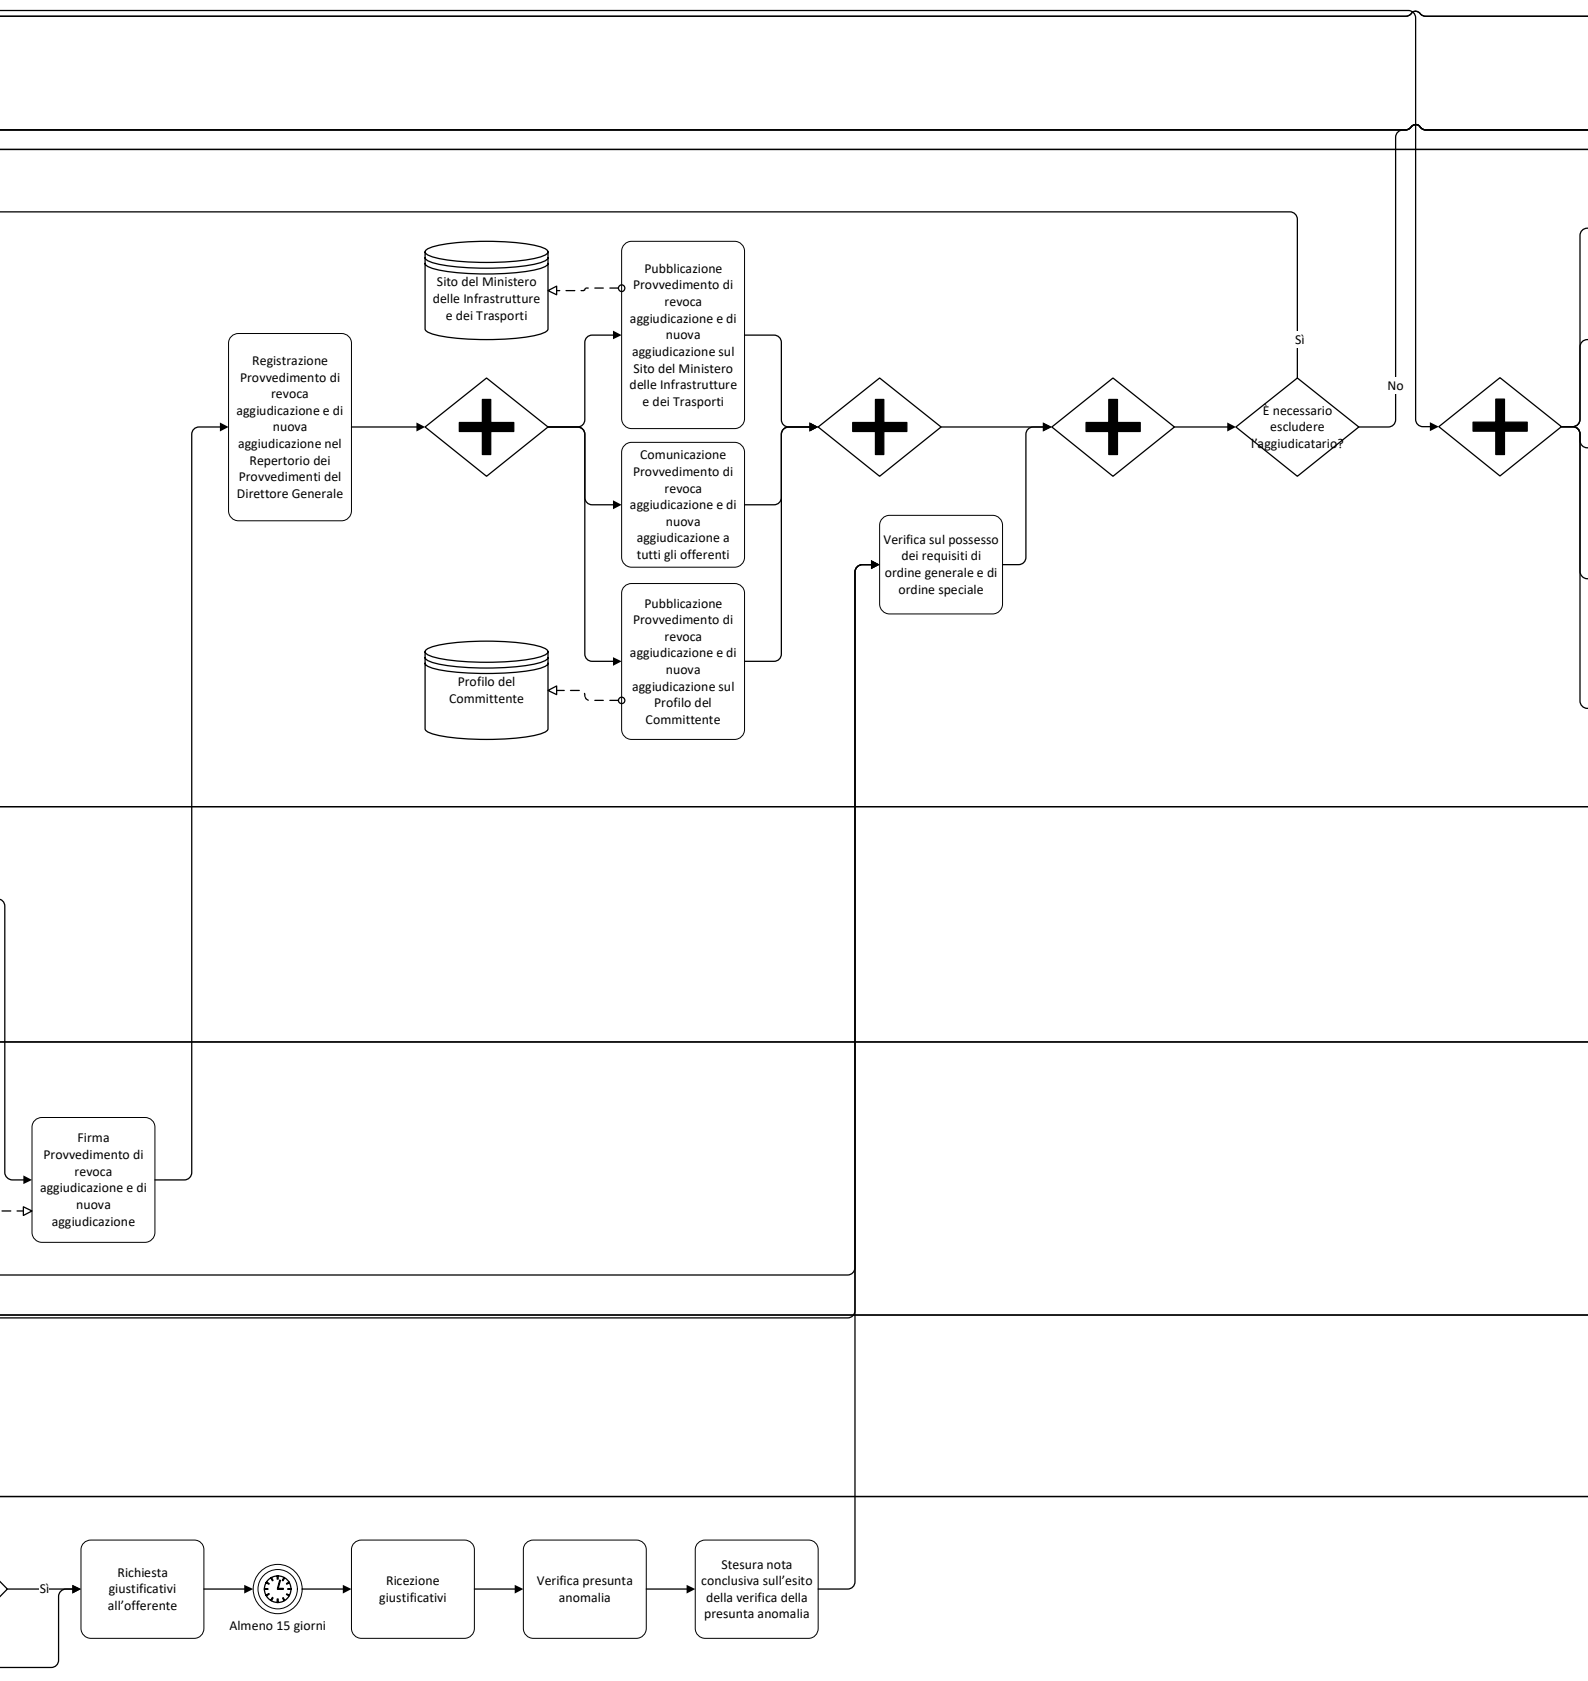 Sito del Ministero
delle Infrastrutture
e dei Trasporti
Pubblicazione
Provvedimento di
revoca
aggiudicazione e di
nuova
aggiudicazione sul
Sito del Ministero
delle Infrastrutture
e dei Trasporti
Sì
Registrazione
Provvedimento di
revoca
aggiudicazione e di
nuova
aggiudicazione nel
Repertorio dei
Provvedimenti del
Direttore Generale
No
È necessario
escludere
l'aggiudicatario?
Comunicazione
Provvedimento di
revoca
aggiudicazione e di
nuova
aggiudicazione a
tutti gli offerenti
Verifica sul possesso
dei requisiti di
ordine generale e di
ordine speciale
Pubblicazione
Provvedimento di
revoca
aggiudicazione e di
nuova
aggiudicazione sul
Profilo del
Committente
Profilo del
Committente
Firma
Provvedimento di
revoca
aggiudicazione e di
nuova
aggiudicazione
Sì
Richiesta
giustificativi
all'offerente
Almeno 15 giorni
Ricezione
giustificativi
Verifica presunta
anomalia
Stesura nota
conclusiva sull'esito
della verifica della
presunta anomalia